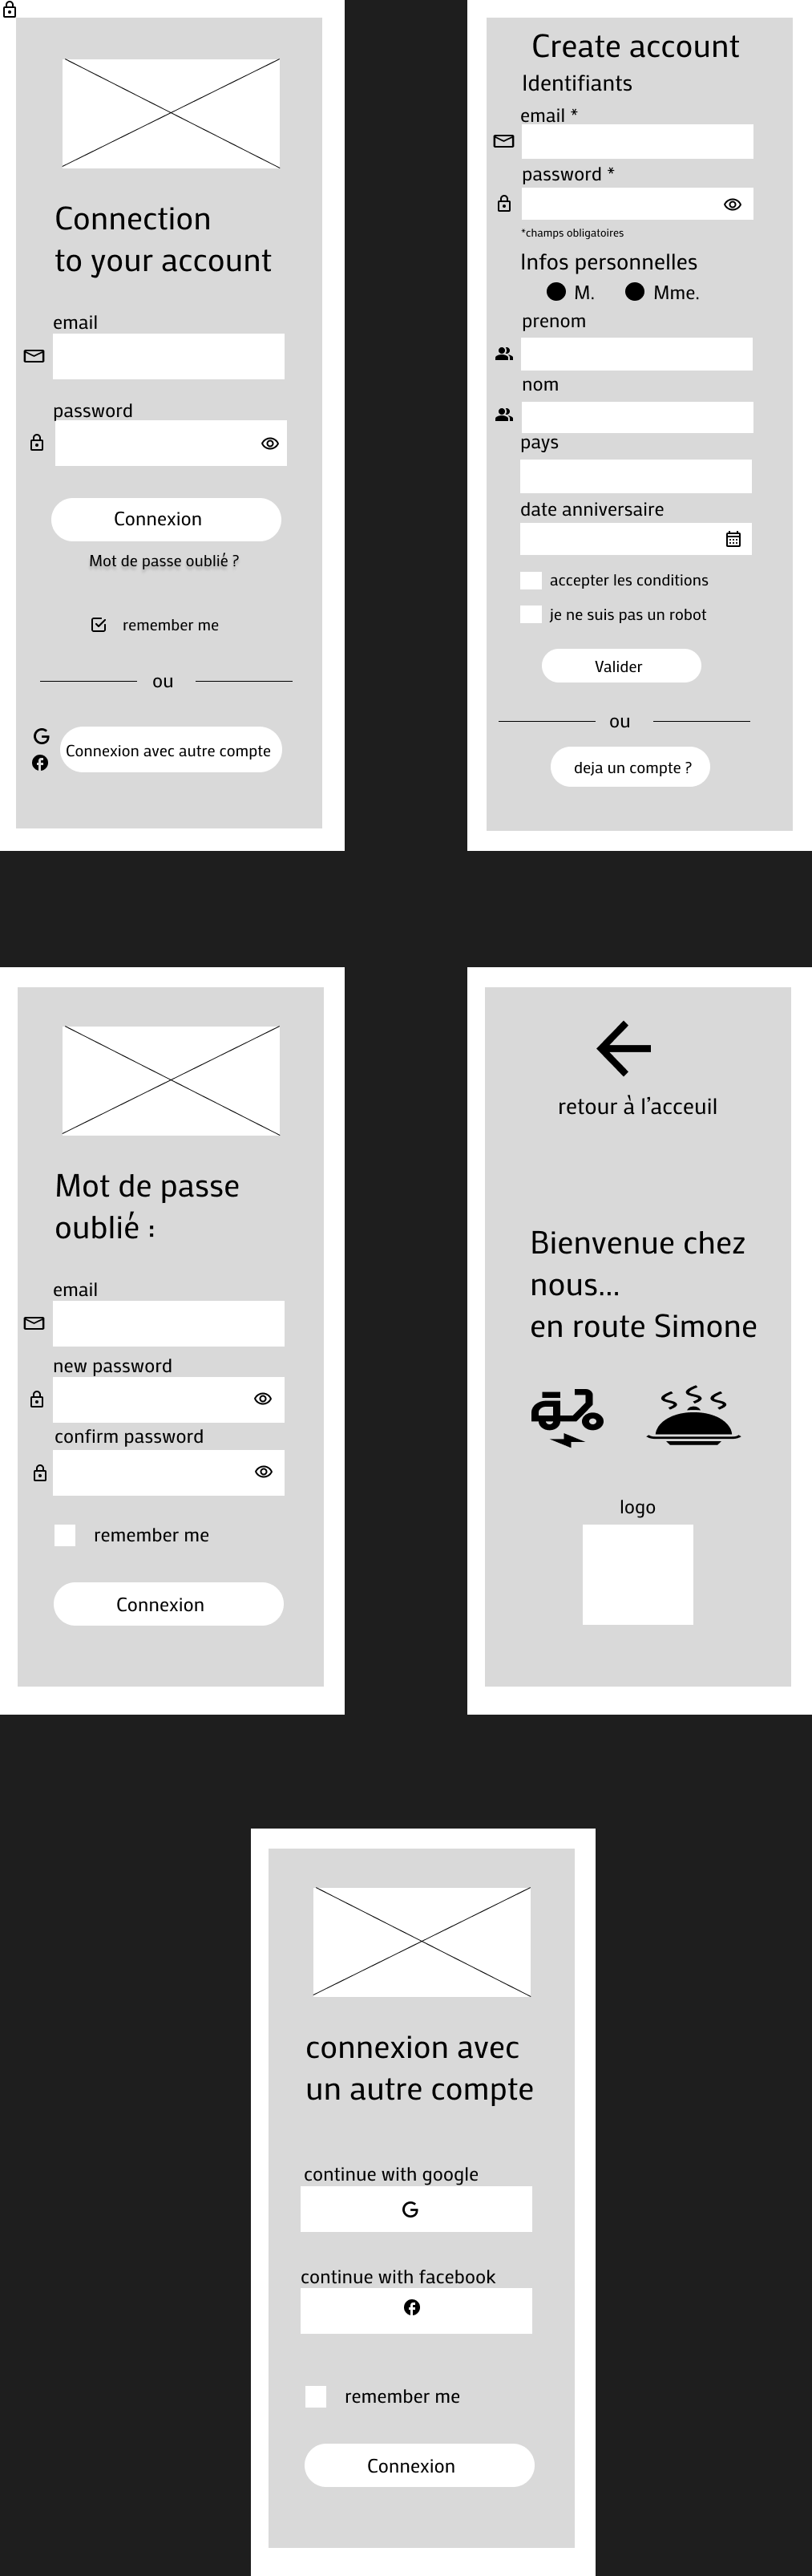 Connection
to your account
email
password
Connexion
Mot de passe oublié ?
remember me
ou
Connexion avec autre compte
Create account
Identifiants
email *
password *
*champs obligatoires
Infos personnelles
M. Mme.
prenom
nom
pays
date anniversaire
accepter les conditions
je ne suis pas un robot
Valider
ou
deja un compte ?
Mot de passe
oublié :
email
new password
confirm password
remember me
Connexion
retour à l’acceuil
Bienvenue chez
nous...
en route Simone
logo
connexion avec
un autre compte
continue with google
G
continue with facebook
remember me
Connexion